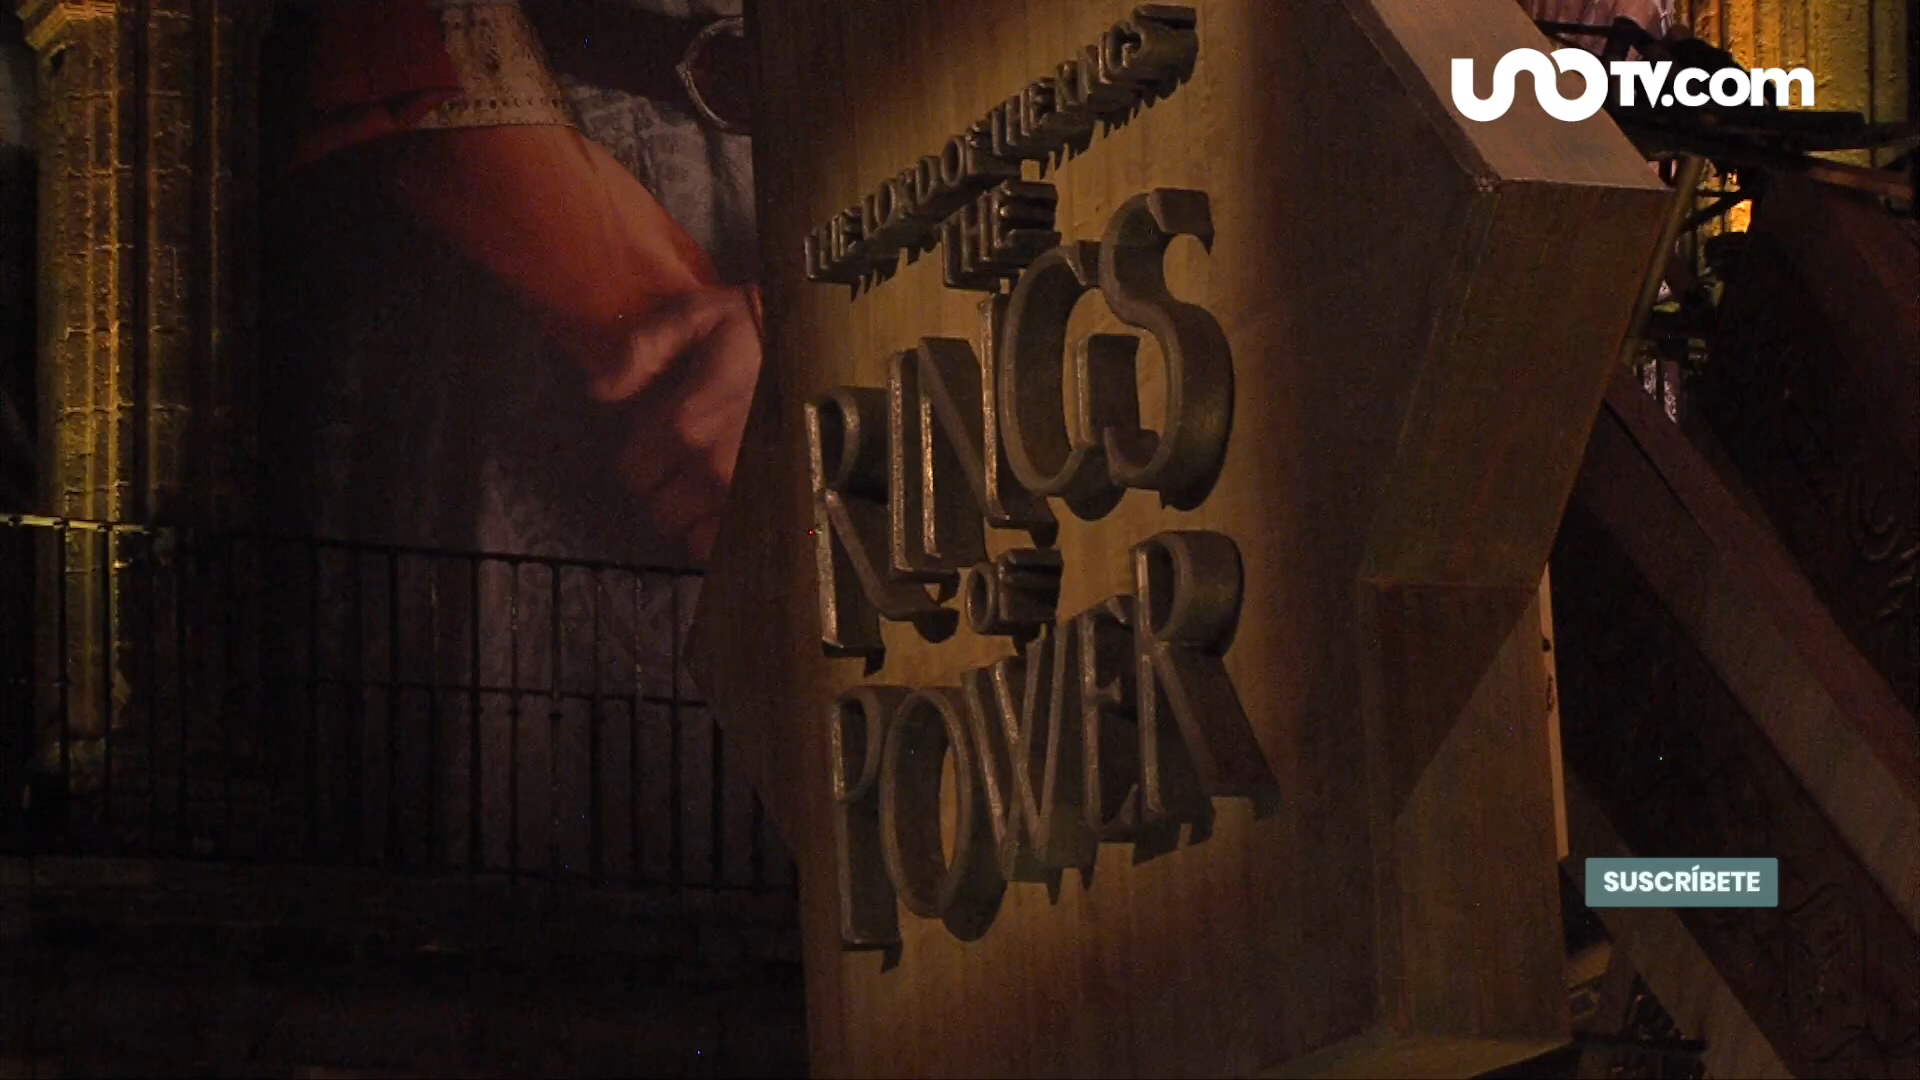 UNOTV.com
THE LORD OF THE RINGS
THE
RINGS
OF
POWER
SUSCRÍBETE